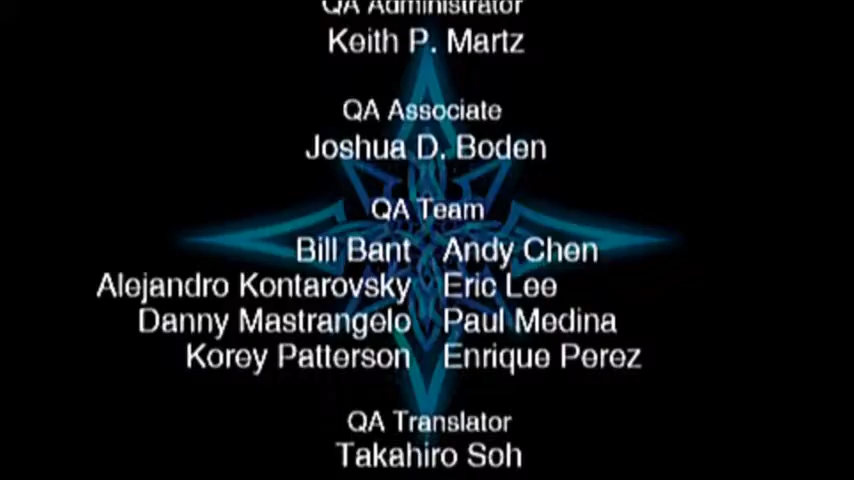 QA Administrator
Keith P. Martz
QA Associate
Joshua D. Boden
QA Team
Bill Bant Andy Chen
Alejandro Kontarovsky Eric Lee
Danny Mastrangelo Paul Medina
Korey Patterson Enrique Perez
QA Translator
Takahiro Soh